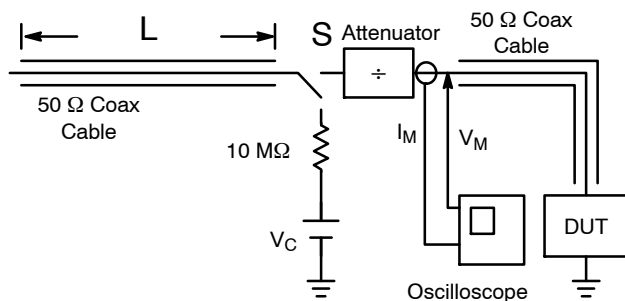 L
S
Attenuator
÷
50 Ω Coax
Cable
50 Ω Coax
Cable
I_M
V_M
10 MΩ
V_C
DUT
Oscilloscope